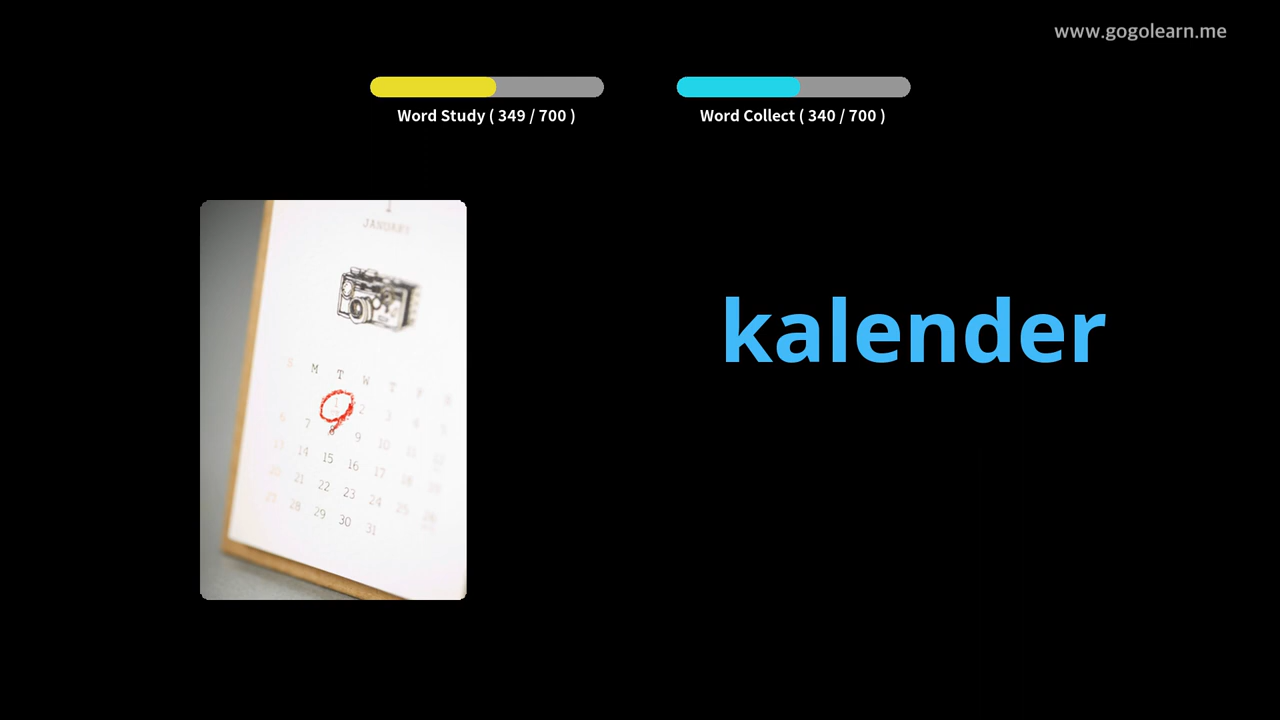 www.gogolearn.me
Word Study ( 349 / 700 )
Word Collect ( 340 / 700 )
JANUARY
S M T W T F S
1 2 3 4 5
6 7 8 9 10 11 12
13 14 15 16 17 18 19
20 21 22 23 24 25 26
27 28 29 30 31
kalender